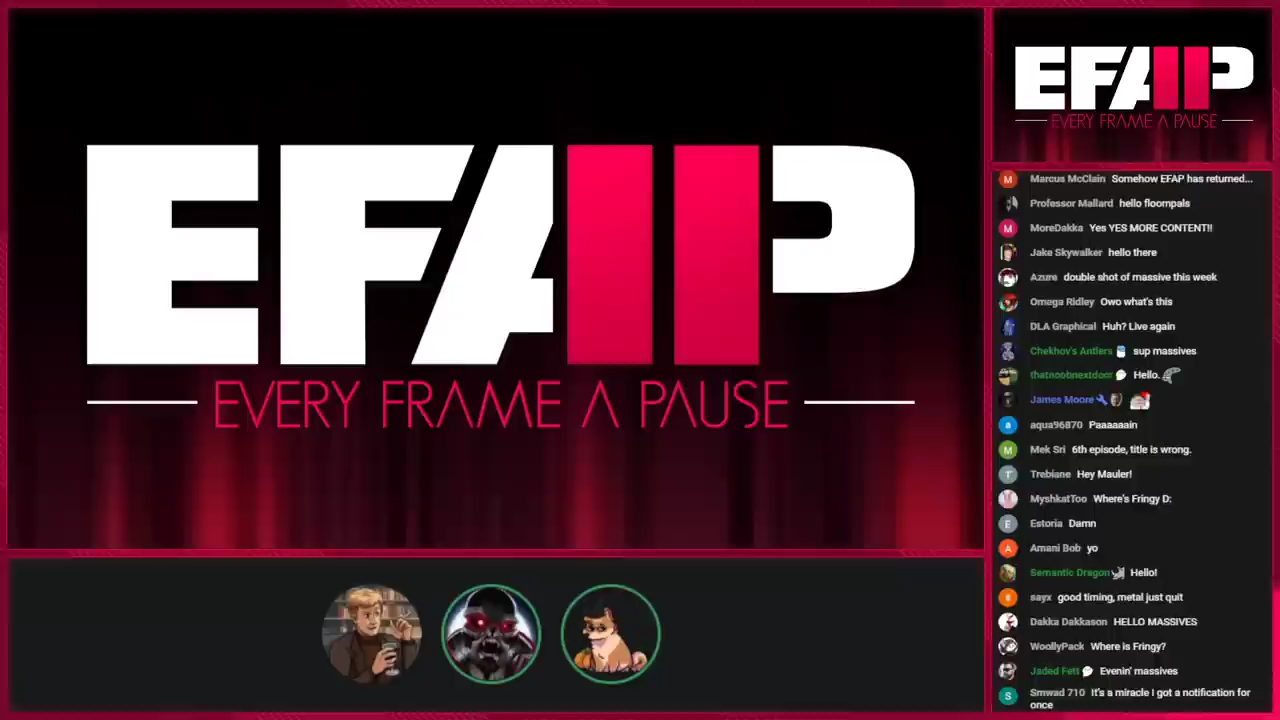 EFAP
EVERY FRAME A PAUSE
EFAP
EVERY FRAME A PAUSE
M Marcus McClain Somehow EFAP has returned...
Professor Mallard hello floornpals
M MoreDakka Yes YES MORE CONTENT!!
Jake Skywalker hello there
Azure double shot of massive this week
Omega Ridley Owo what's this
DLA Graphical Huh? Live again
Chekhov's Antlers sup massives
thatnoobnextdoor Hello.
James Moore
a aqua96870 Paaaaaain
M Mek Sri 6th episode, title is wrong.
T Trebiane Hey Mauler!
MyshkatToo Where's Fringy D:
E Estoria Damn
A Amani Bob yo
Semantic Dragon Hello!
s sayx good timing, metal just quit
Dakka Dakkason HELLO MASSIVES
WoollyPack Where is Fringy?
Jaded Fett Evenin' massives
S Smwad 710 It's a miracle I got a notification for
once